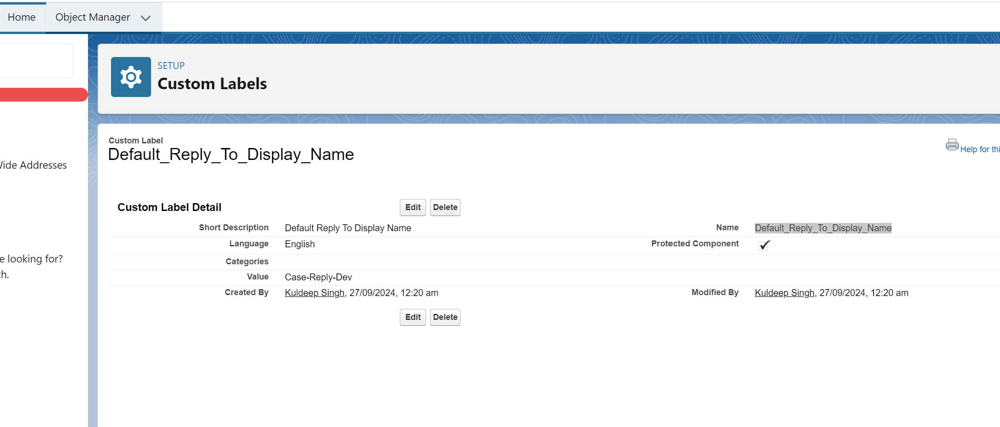 Home
Object Manager
SETUP
Custom Labels
Custom Label
Default_Reply_To_Display_Name
Help for thi
Wide Addresses
Custom Label Detail
Edit Delete
Short Description Default Reply To Display Name Name Default_Reply_To_Display_Name
Language English Protected Component
e looking for?
Categories
ch.
Value Case-Reply-Dev
Created By Kuldeep Singh, 27/09/2024, 12:20 am Modified By Kuldeep Singh, 27/09/2024, 12:20 am
Edit Delete